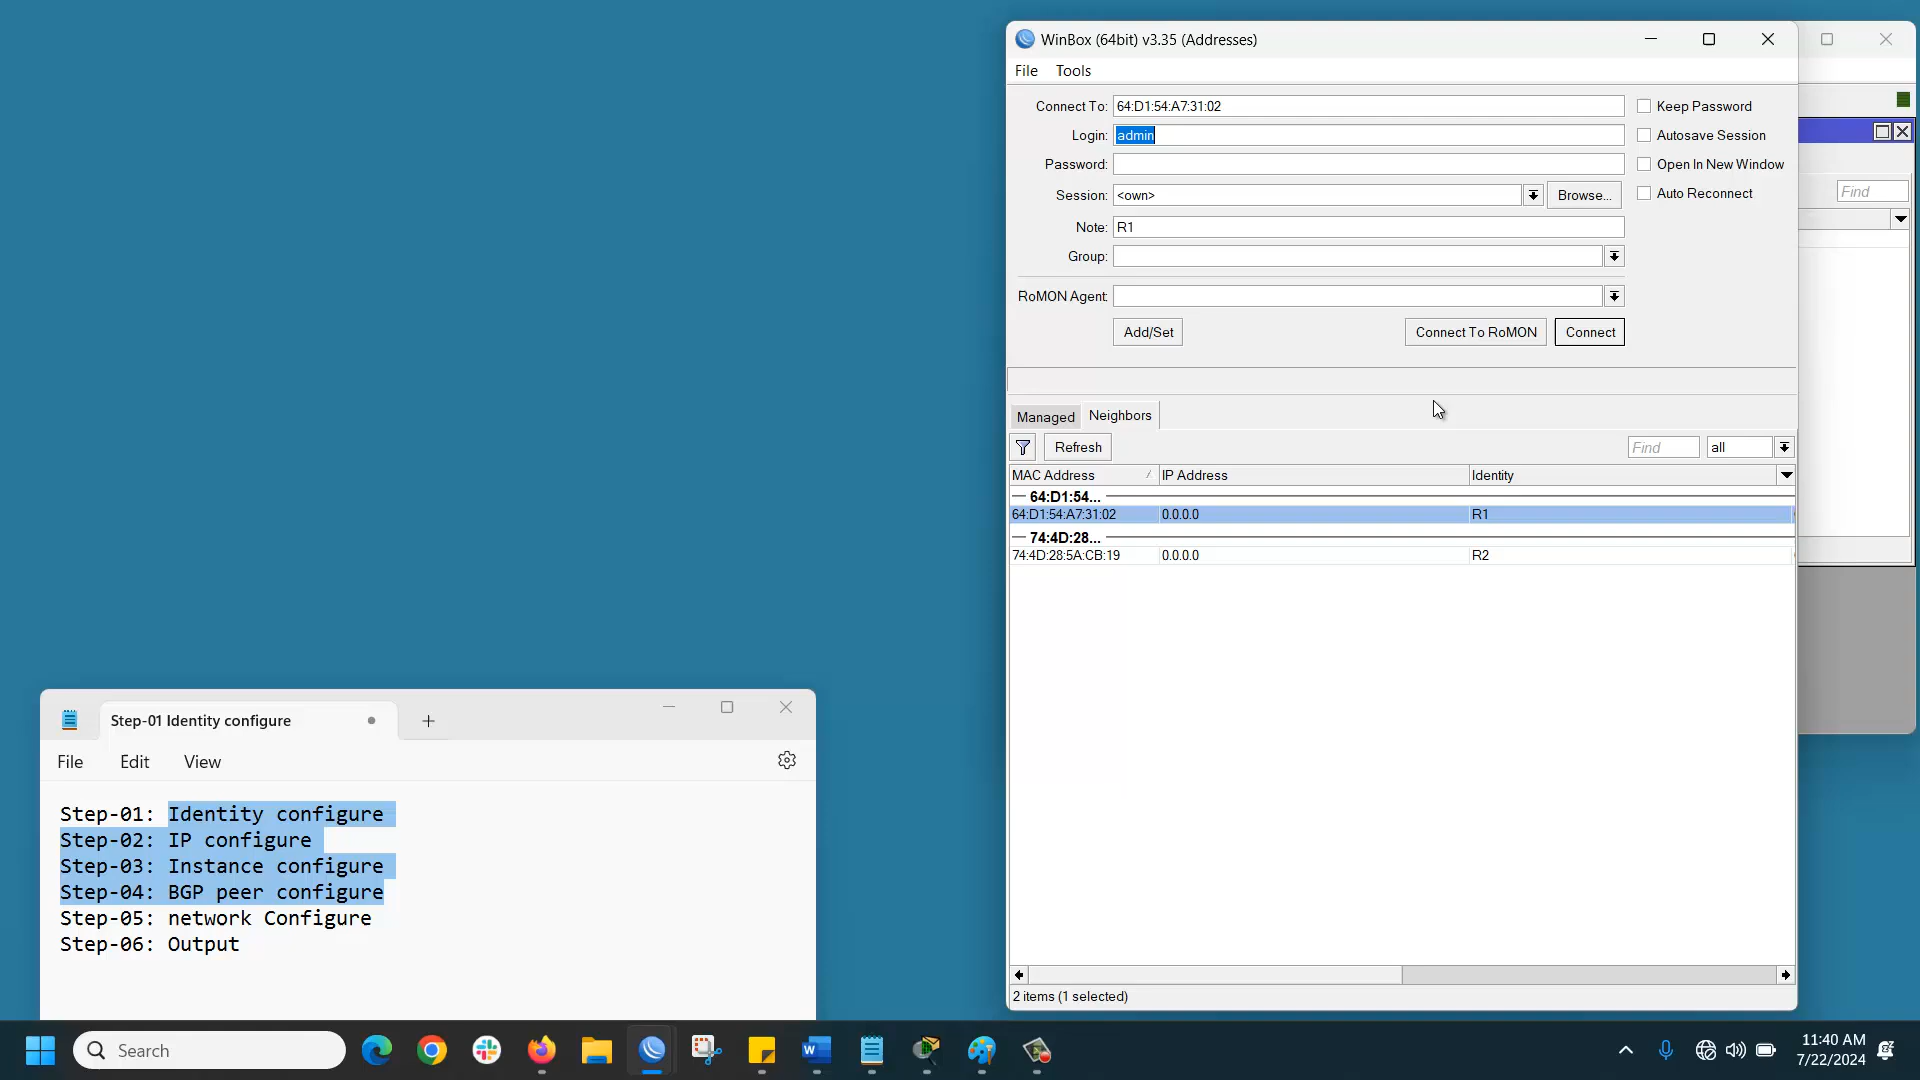 WinBox (64bit) v3.35 (Addresses)
File Tools
Connect To: 64:D1:54:A7:31:02
Keep Password
Login: admin
Autosave Session
Password:
Open In New Window
Session: <own>
Browse...
Auto Reconnect
Find
Note: R1
Group:
RoMON Agent:
Add/Set
Connect To RoMON
Connect
Managed
Neighbors
Refresh
Find
all
MAC Address
IP Address
Identity
64:D1:54...
64:D1:54:A7:31:02 0.0.0.0 R1
74:4D:28...
74:4D:28:5A:CB:19 0.0.0.0 R2
2 items (1 selected)
Step-01 Identity configure
File Edit View
Step-01: Identity configure
Step-02: IP configure
Step-03: Instance configure
Step-04: BGP peer configure
Step-05: network Configure
Step-06: Output
Search
11:40 AM
7/22/2024